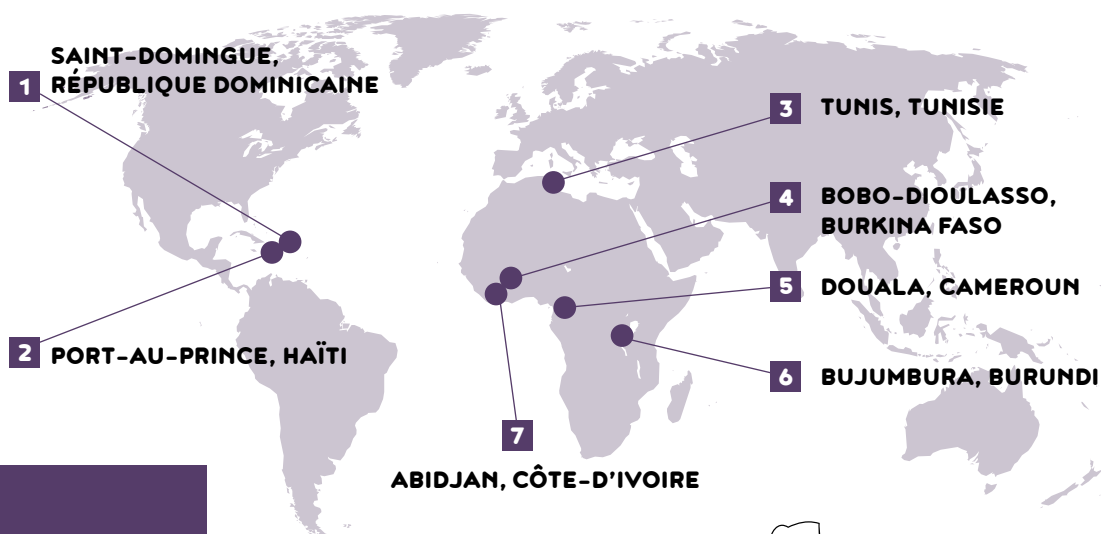 1
SAINT-DOMINGUE,
RÉPUBLIQUE DOMINICAINE
2
PORT-AU-PRINCE, HAÏTI
3
TUNIS, TUNISIE
4
BOBO-DIOULASSO,
BURKINA FASO
5
DOUALA, CAMEROUN
6
BUJUMBURA, BURUNDI
7
ABIDJAN, CÔTE-D’IVOIRE